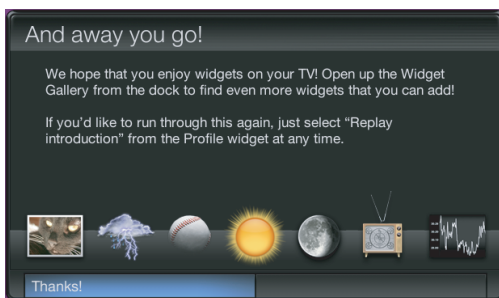 And away you go!
We hope that you enjoy widgets on your TV! Open up the Widget
Gallery from the dock to find even more widgets that you can add!
If you'd like to run through this again, just select “Replay
introduction” from the Profile widget at any time.
Thanks!